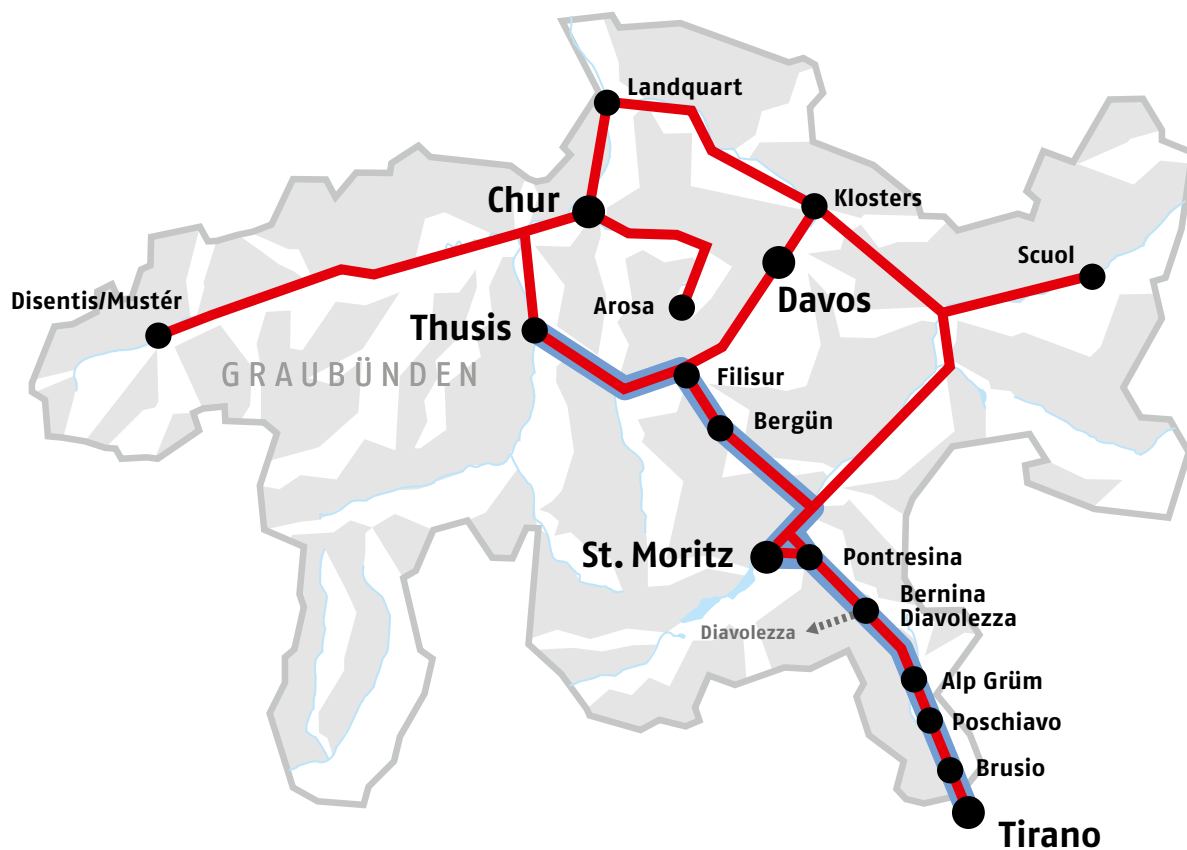 Landquart
Chur
Klosters
Scuol
Disentis/Mustér
Arosa
Davos
Thusis
GRAUBÜNDEN
Filisur
Bergün
St. Moritz
Pontresina
Bernina
Diavolezza
Diavolezza
Alp Grüm
Poschiavo
Brusio
Tirano